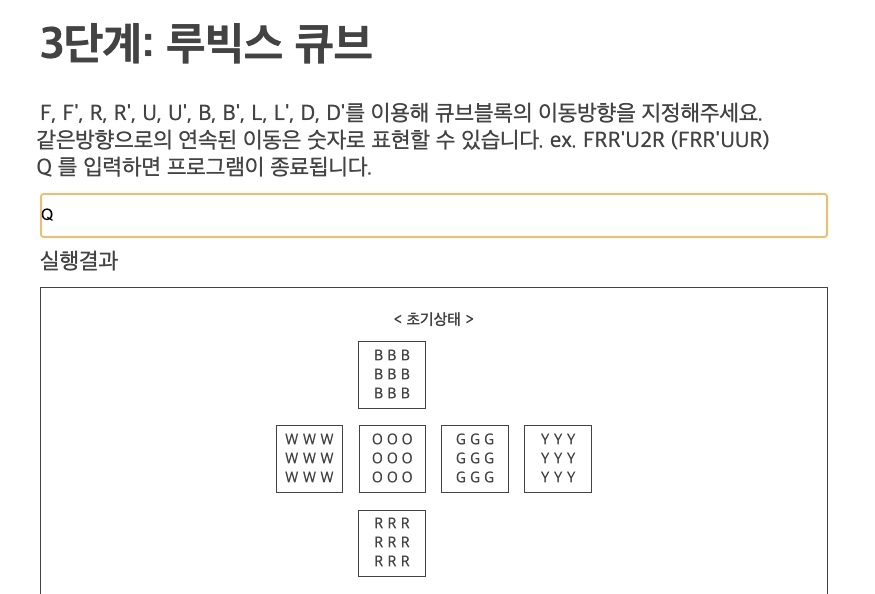 3단계: 루빅스 큐브
F, F', R, R', U, U', B, B', L, L', D, D'를 이용해 큐브블록의 이동방향을 지정해주세요.
같은방향으로의 연속된 이동은 숫자로 표현할 수 있습니다. ex. FRR'U2R (FRR'UUR)
Q 를 입력하면 프로그램이 종료됩니다.
Q
실행결과
< 초기상태 >
B B B
B B B
B B B
W W W O O O G G G Y Y Y
W W W O O O G G G Y Y Y
W W W O O O G G G Y Y Y
R R R
R R R
R R R